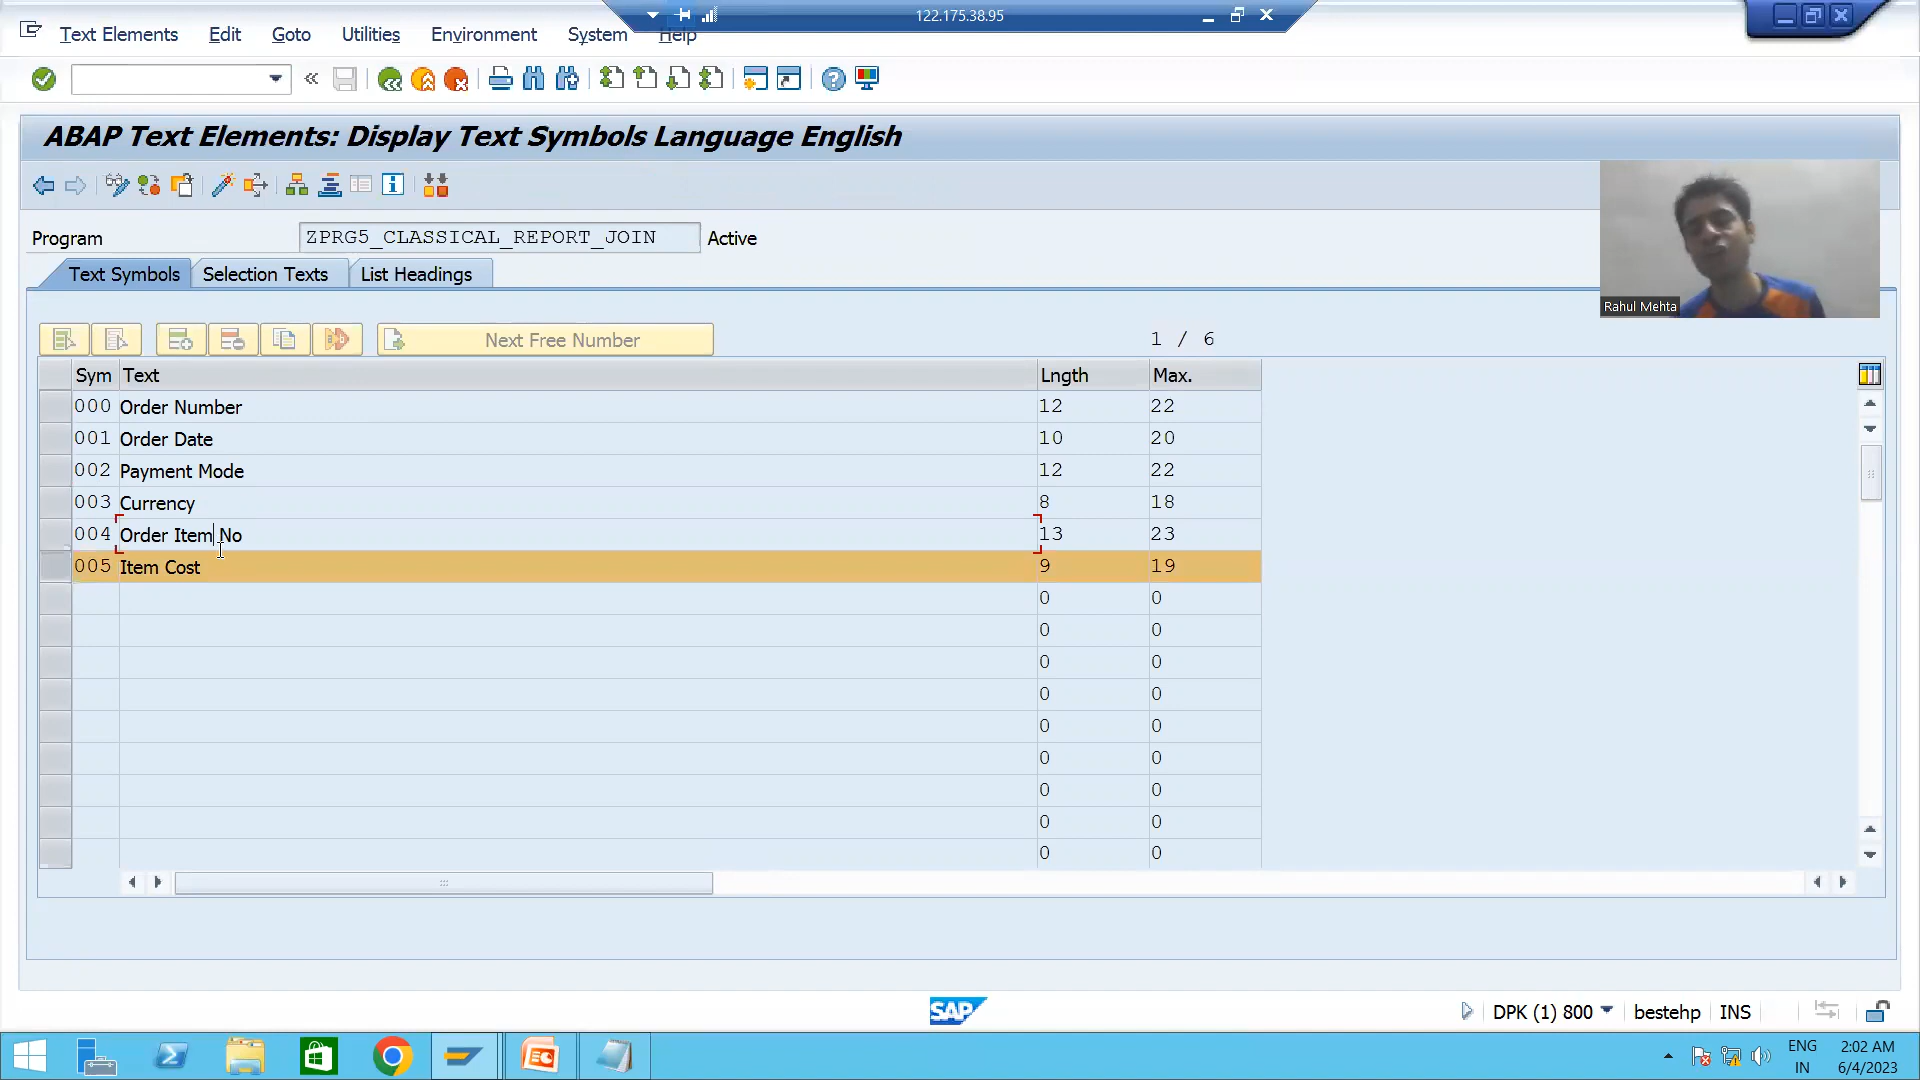 122.175.38.95
Text Elements Edit Goto Utilities Environment System Help
ABAP Text Elements: Display Text Symbols Language English
Program ZPRG5_CLASSICAL_REPORT_JOIN Active
Text Symbols Selection Texts List Headings
Rahul Mehta
Next Free Number 1 / 6
Sym Text Lngth Max.
000 Order Number 12 22
001 Order Date 10 20
002 Payment Mode 12 22
003 Currency 8 18
004 Order Item No 13 23
005 Item Cost 9 19
0 0
0 0
0 0
0 0
0 0
0 0
0 0
0 0
0 0
SAP DPK (1) 800 bestehp INS
ENG 2:02 AM
IN 6/4/2023